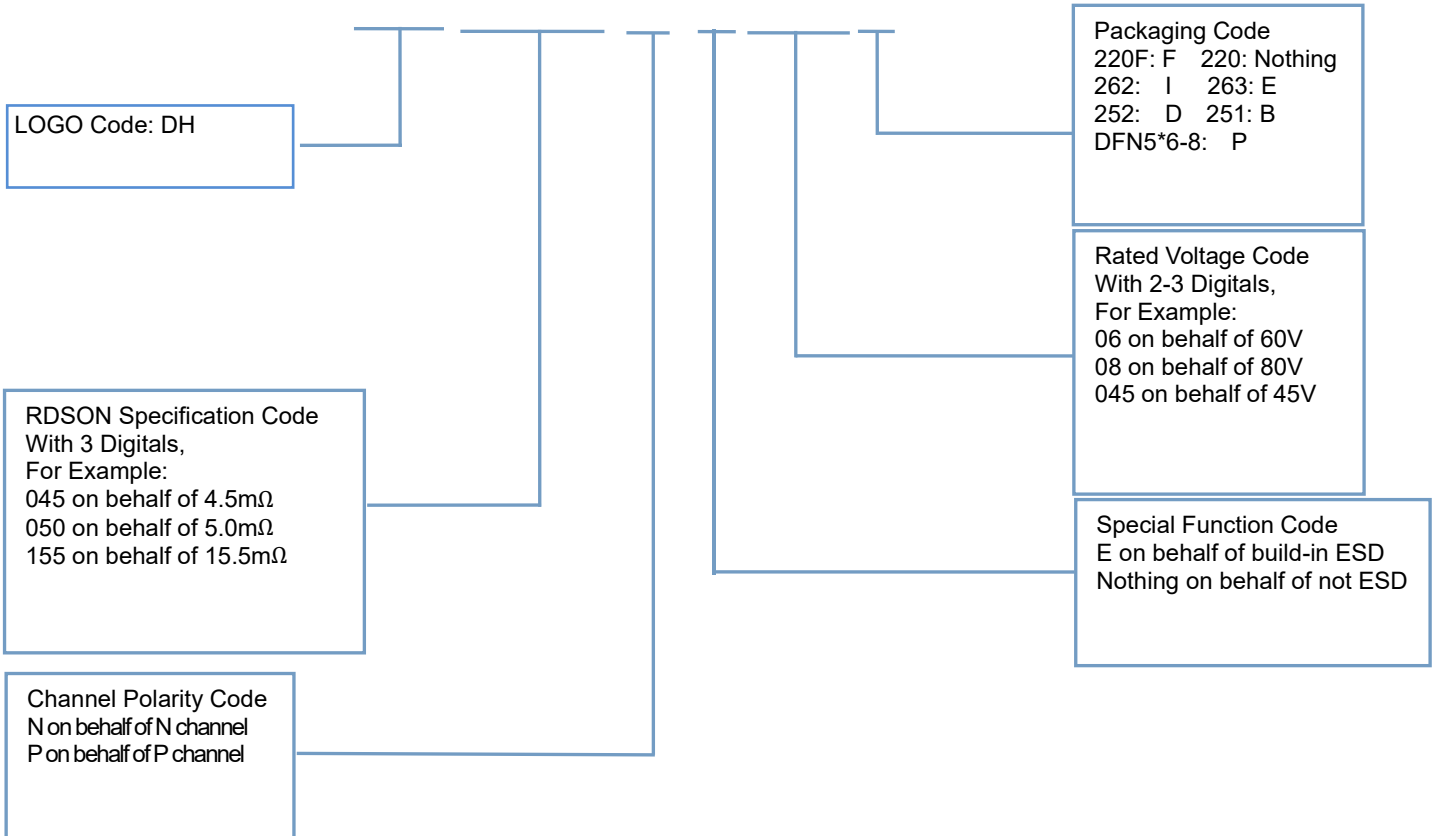 LOGO Code: DH
RDSON Specification Code
With 3 Digitals,
For Example:
045 on behalf of 4.5mΩ
050 on behalf of 5.0mΩ
155 on behalf of 15.5mΩ
Channel Polarity Code
N on behalf of N channel
P on behalf of P channel
Packaging Code
220F: F 220: Nothing
262: I 263: E
252: D 251: B
DFN5*6-8: P
Rated Voltage Code
With 2-3 Digitals,
For Example:
06 on behalf of 60V
08 on behalf of 80V
045 on behalf of 45V
Special Function Code
E on behalf of build-in ESD
Nothing on behalf of not ESD